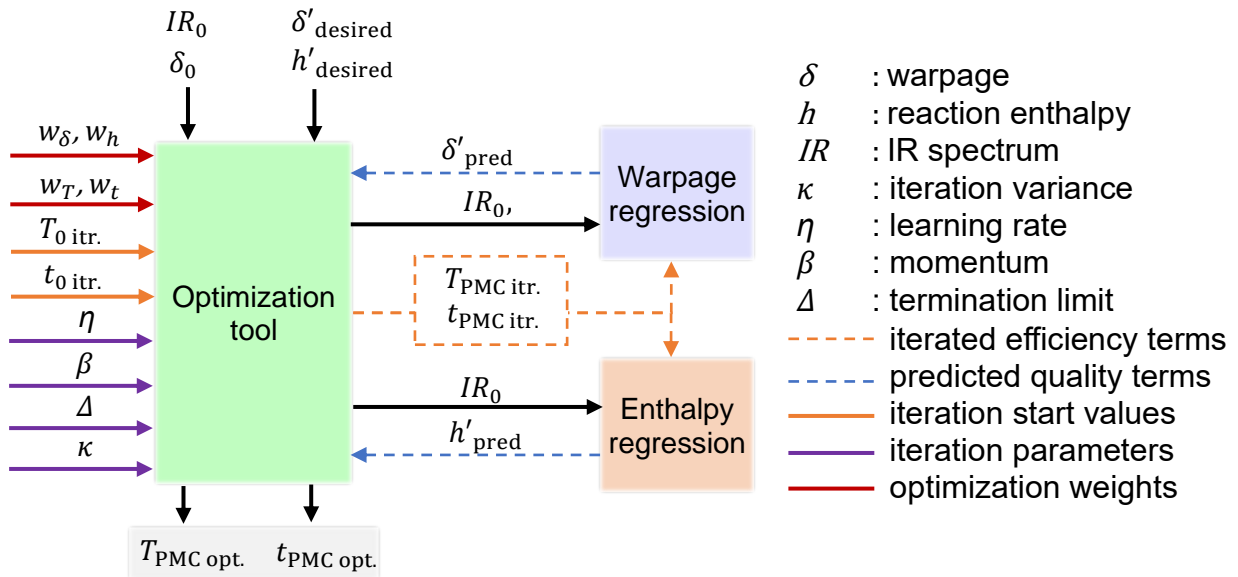 IR₀
δ₀
δ′desired
h′desired
w_δ, w_h
w_T, w_t
T₀ itr.
t₀ itr.
η
β
Δ
κ
Optimization
tool
δ′pred
IR₀,
T_PMC itr.
t_PMC itr.
IR₀
h′pred
Warpage
regression
Enthalpy
regression
T_PMC opt.
t_PMC opt.
δ : warpage
h : reaction enthalpy
IR : IR spectrum
κ : iteration variance
η : learning rate
β : momentum
Δ : termination limit
iterated efficiency terms
predicted quality terms
iteration start values
iteration parameters
optimization weights